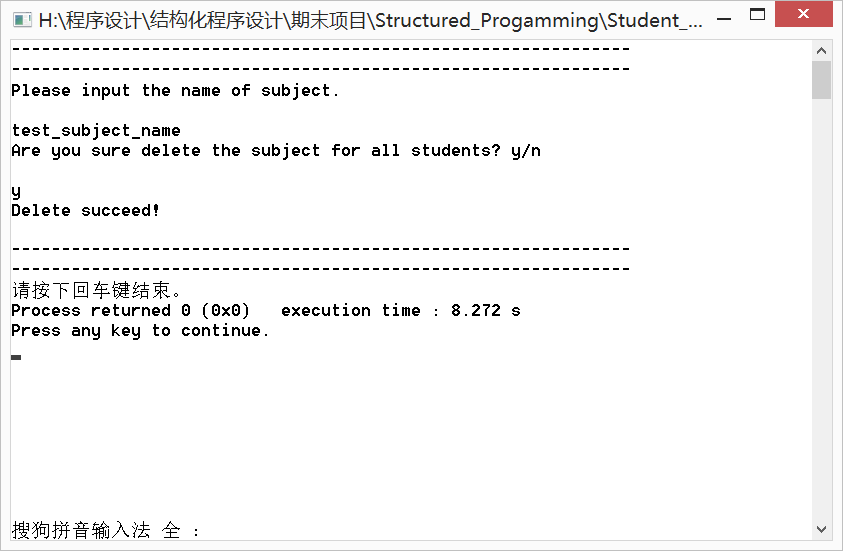 H:\程序设计\结构化程序设计\期末项目\Structured_Progamming\Student_...
--------------------------------------------------------------
--------------------------------------------------------------
Please input the name of subject.
test_subject_name
Are you sure delete the subject for all students? y/n
y
Delete succeed!
--------------------------------------------------------------
--------------------------------------------------------------
请按下回车键结束。
Process returned 0 (0x0)   execution time : 8.272 s
Press any key to continue.
搜狗拼音输入法 全 :